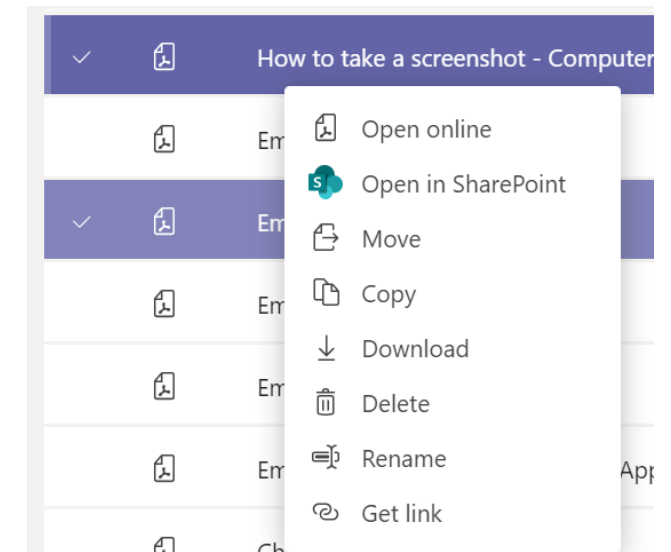 How to take a screenshot - Computer
Em
Open online
S
Open in SharePoint
Em
Move
Em
Copy
Download
Em
Delete
Em
Rename
App
Get link
Ch